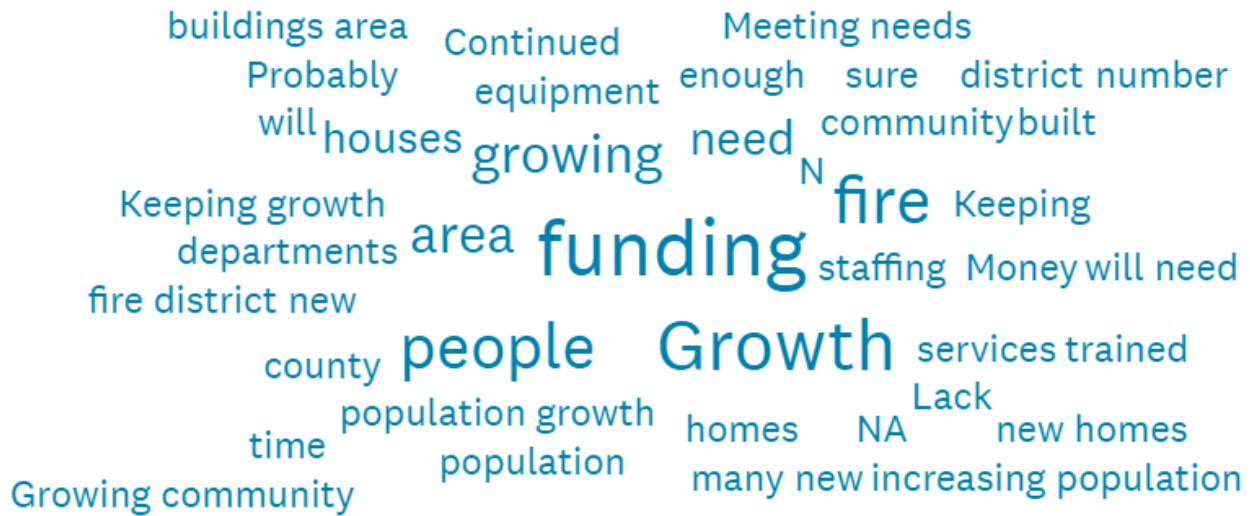 buildings area Continued Meeting needs
Probably equipment enough sure district number
will houses growing need community built
N
Keeping growth area funding fire Keeping
departments staffing Money will need
fire district new
county people Growth services trained
Lack
population growth homes NA new homes
time population many new increasing population
Growing community